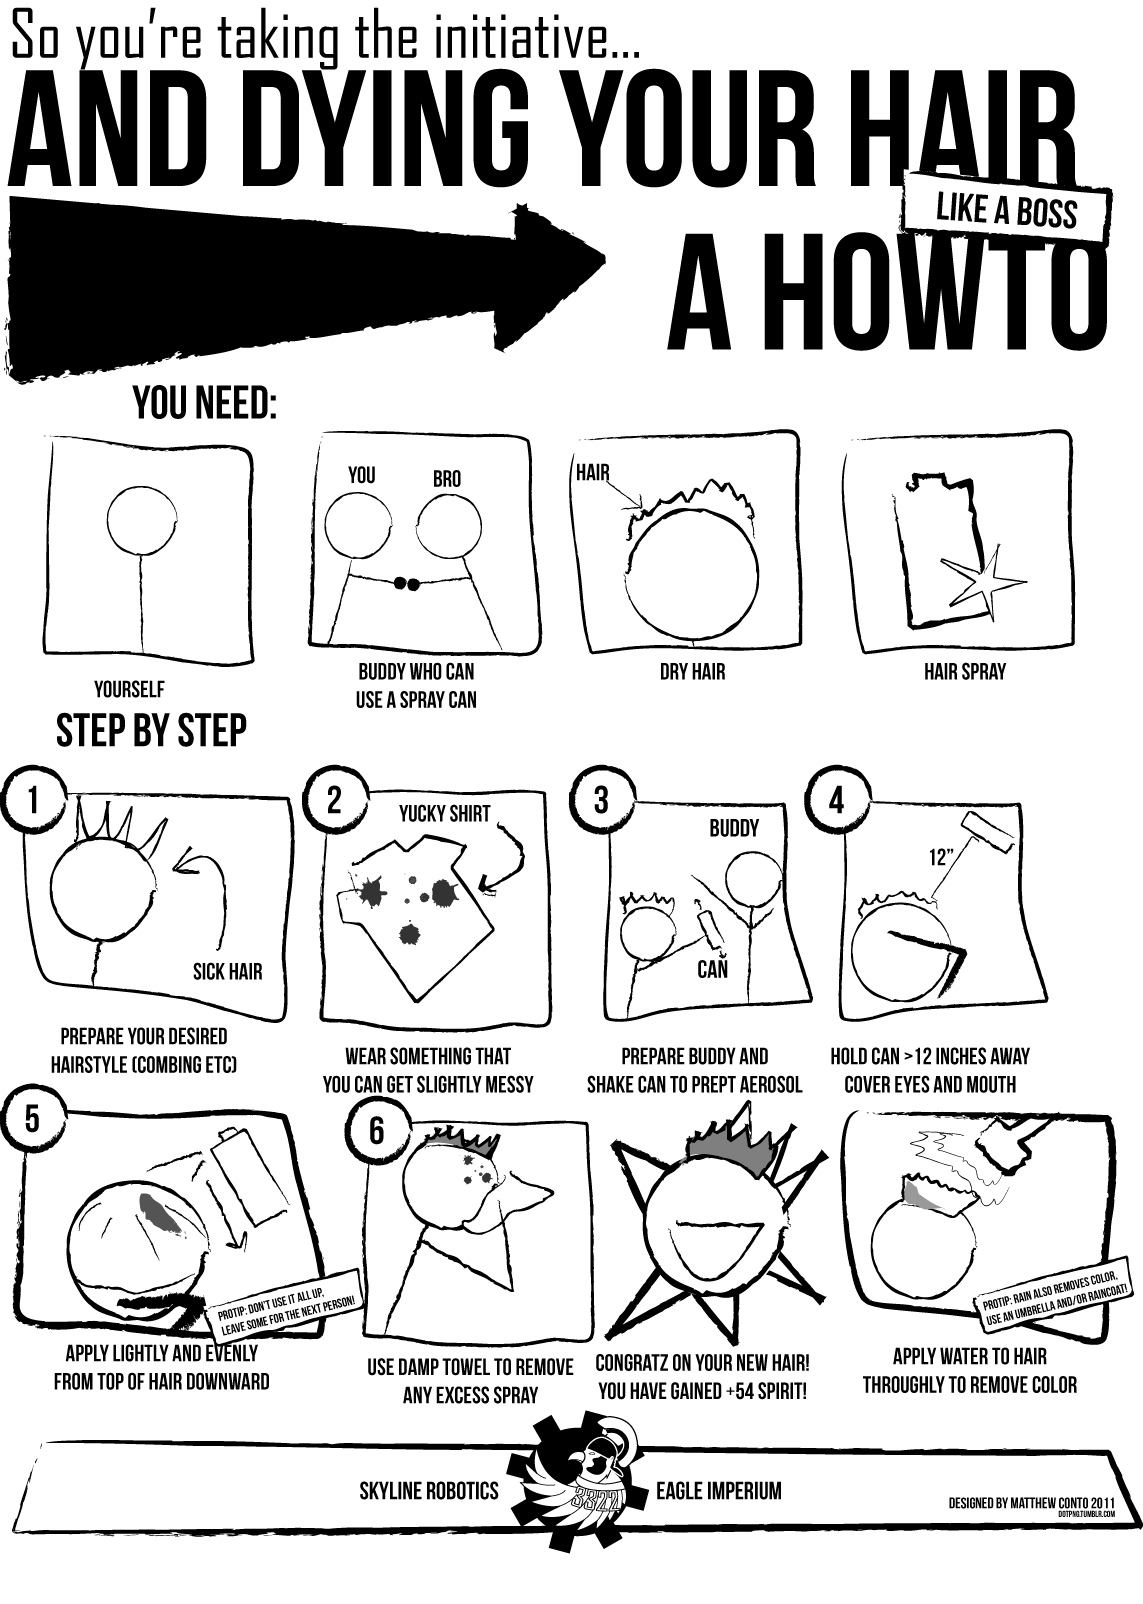 So you're taking the initiative...
AND DYING YOUR HAIR
LIKE A BOSS
A HOWTO
YOU NEED:
YOU
BRO
HAIR
YOURSELF
BUDDY WHO CAN
USE A SPRAY CAN
DRY HAIR
HAIR SPRAY
STEP BY STEP
1
SICK HAIR
PREPARE YOUR DESIRED
HAIRSTYLE (COMBING ETC)
2
YUCKY SHIRT
WEAR SOMETHING THAT
YOU CAN GET SLIGHTLY MESSY
3
BUDDY
CAN
PREPARE BUDDY AND
SHAKE CAN TO PREPT AEROSOL
4
12"
HOLD CAN >12 INCHES AWAY
COVER EYES AND MOUTH
5
PROTIP: DON'T USE IT ALL UP,
LEAVE SOME FOR THE NEXT PERSON!
APPLY LIGHTLY AND EVENLY
FROM TOP OF HAIR DOWNWARD
6
USE DAMP TOWEL TO REMOVE
ANY EXCESS SPRAY
CONGRATZ ON YOUR NEW HAIR!
YOU HAVE GAINED +54 SPIRIT!
PROTIP: RAIN ALSO REMOVES COLOR,
USE AN UMBRELLA AND/OR RAINCOAT!
APPLY WATER TO HAIR
THROUGHLY TO REMOVE COLOR
SKYLINE ROBOTICS
3322
EAGLE IMPERIUM
DESIGNED BY MATTHEW CONTO 2011
DOTPNG.TUMBLR.COM